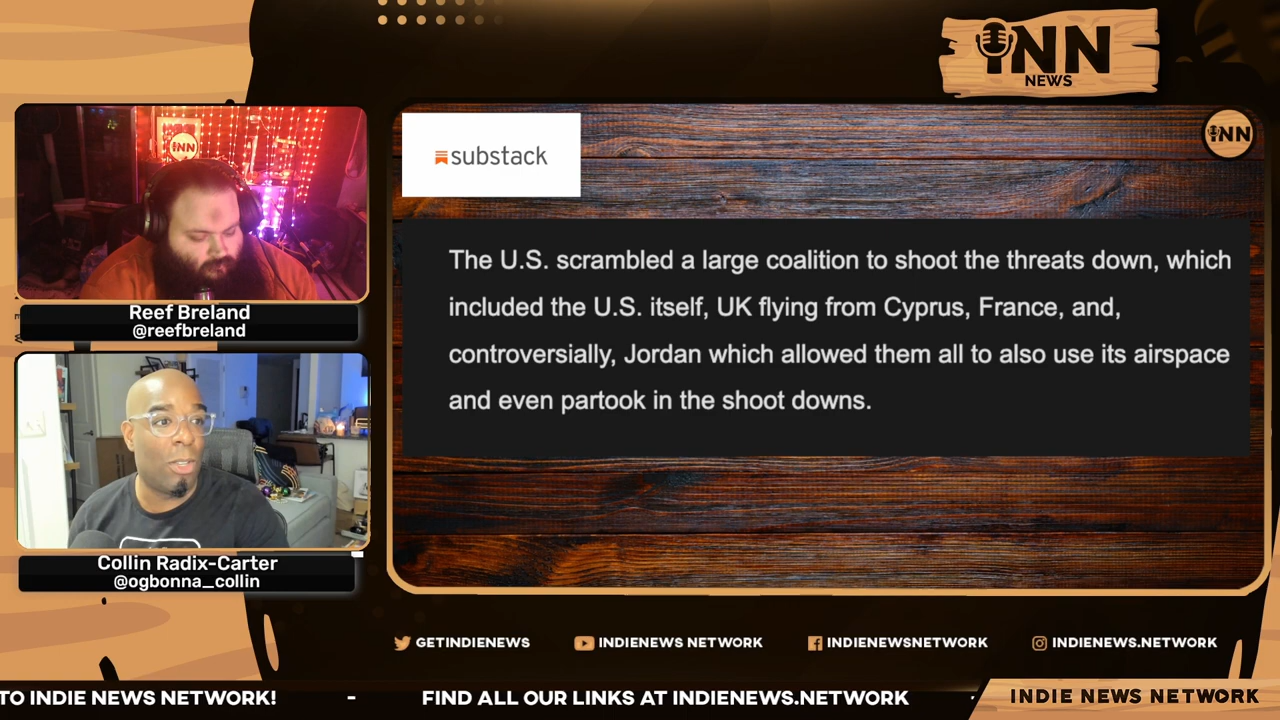 iNN
NEWS
iNN
Reef Breland
@reefbreland
Collin Radix-Carter
@ogbonna_collin
substack
iNN
The U.S. scrambled a large coalition to shoot the threats down, which
included the U.S. itself, UK flying from Cyprus, France, and,
controversially, Jordan which allowed them all to also use its airspace
and even partook in the shoot downs.
GETINDIENEWS
INDIENEWS NETWORK
INDIENEWSNETWORK
INDIENEWS.NETWORK
TO INDIE NEWS NETWORK! - FIND ALL OUR LINKS AT INDIENEWS.NETWORK -
INDIE NEWS NETWORK